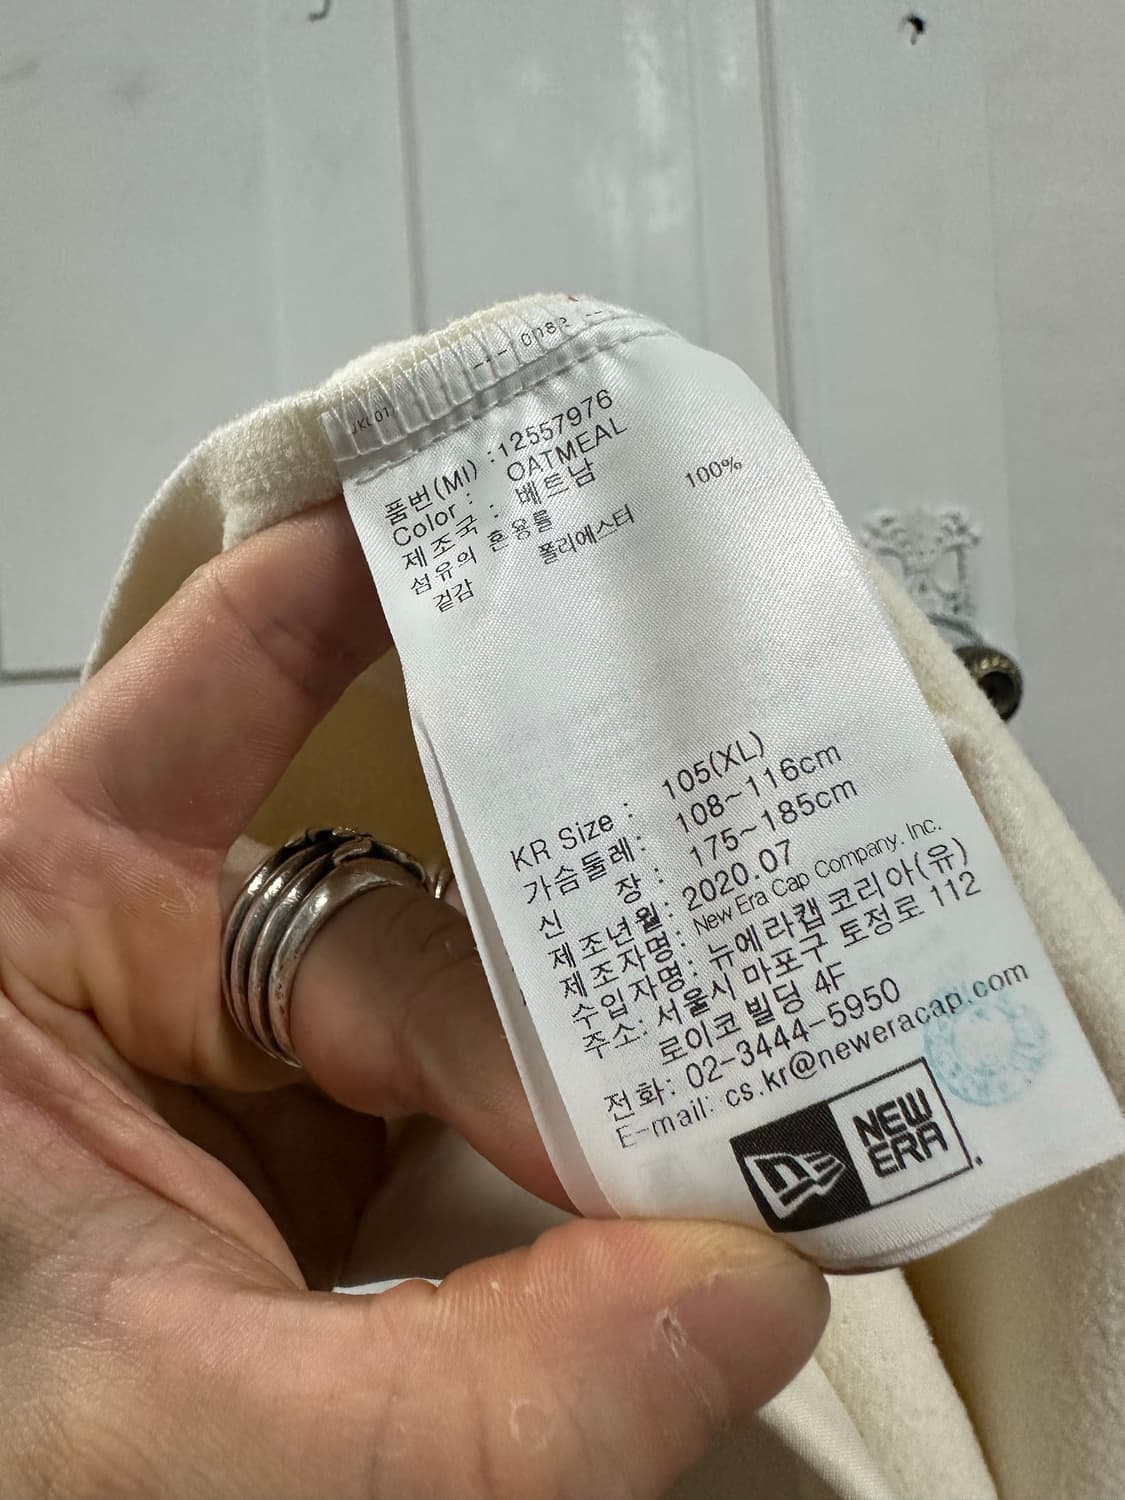 0082
JKL01
품번(MI) : 12557976
Color : OATMEAL
제조국 : 베트남
섬유의 혼용률
겉감 폴리에스터 100%
KR Size : 105(XL)
가슴둘레: 108~116cm
신 장 : 175~185cm
제조년월: 2020.07
제조자명: New Era Cap Company, Inc.
수입자명: 뉴에라캡코리아(유)
주소: 서울시 마포구 토정로 112
로이코 빌딩 4F
전화: 02-3444-5950
E-mail: cs.kr@neweracap.com
NEW
ERA